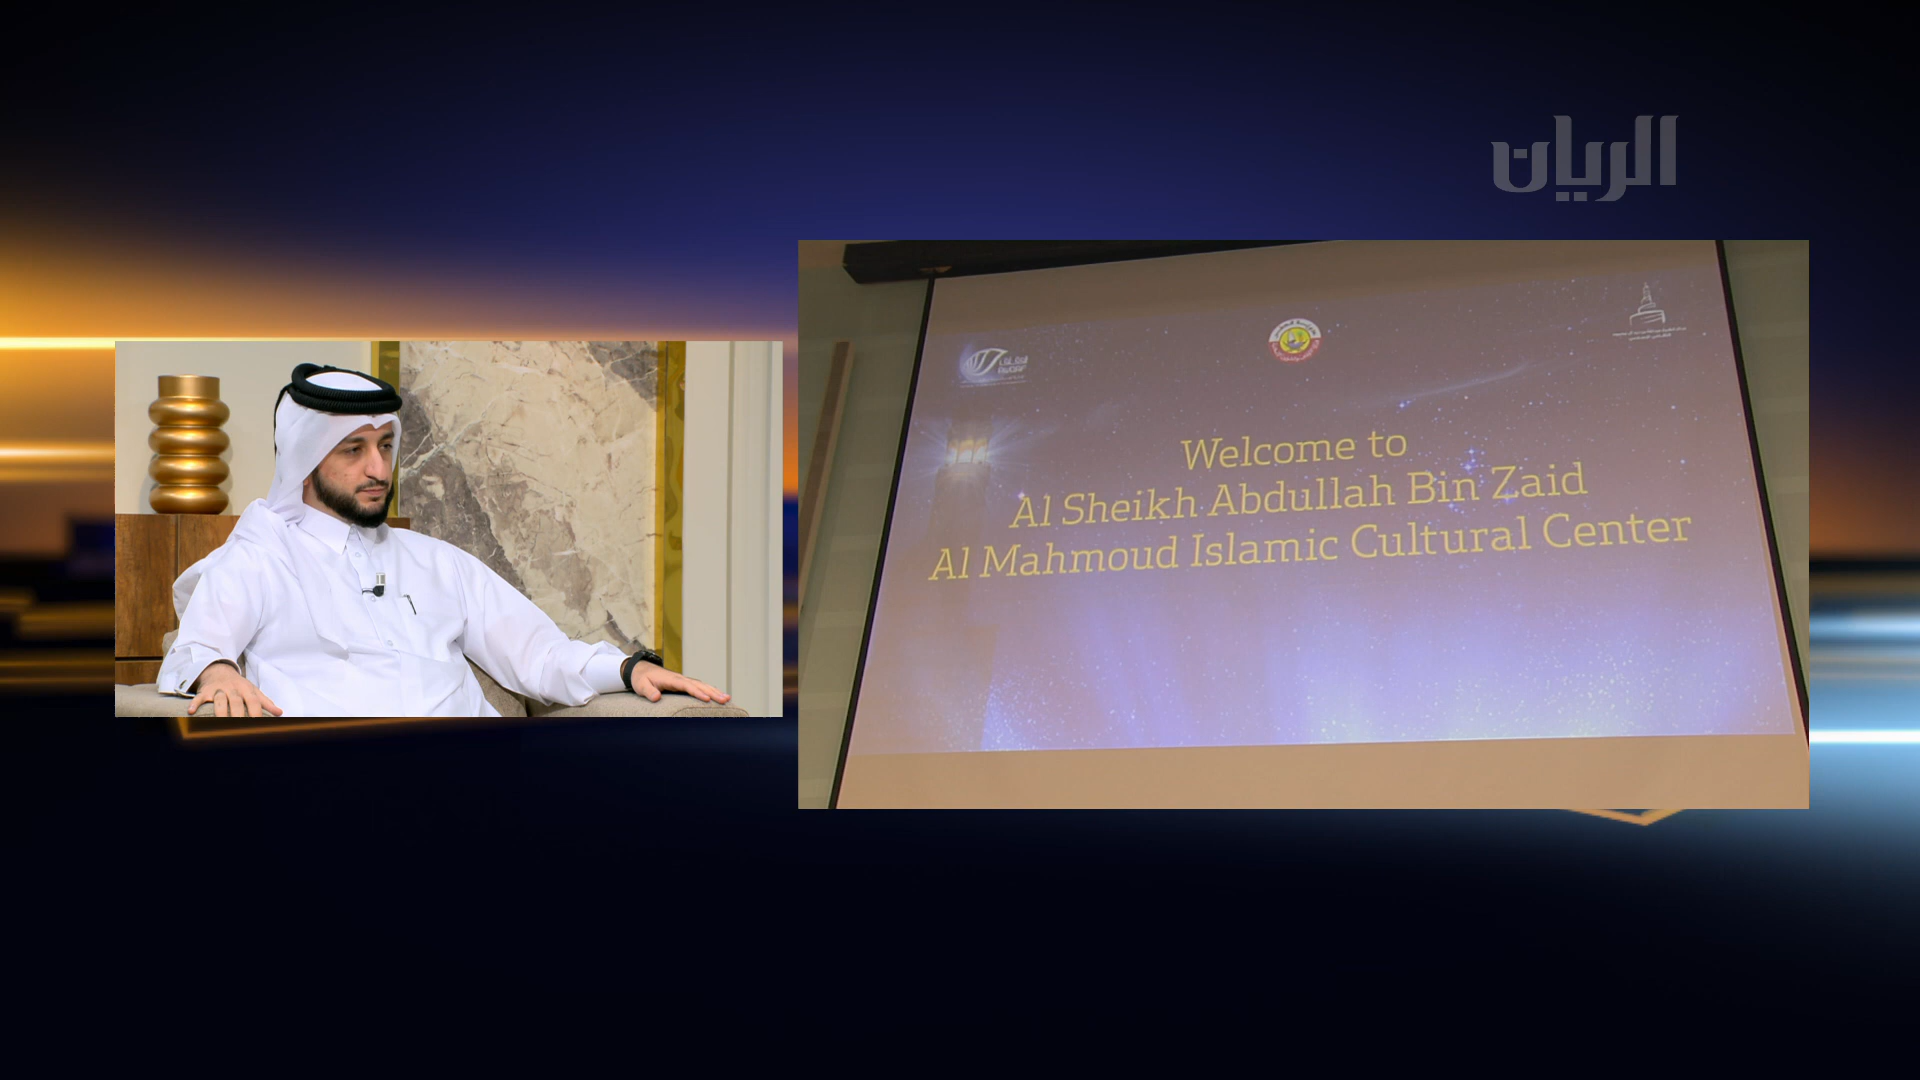 الريان
Welcome to
Al Sheikh Abdullah Bin Zaid
Al Mahmoud Islamic Cultural Center